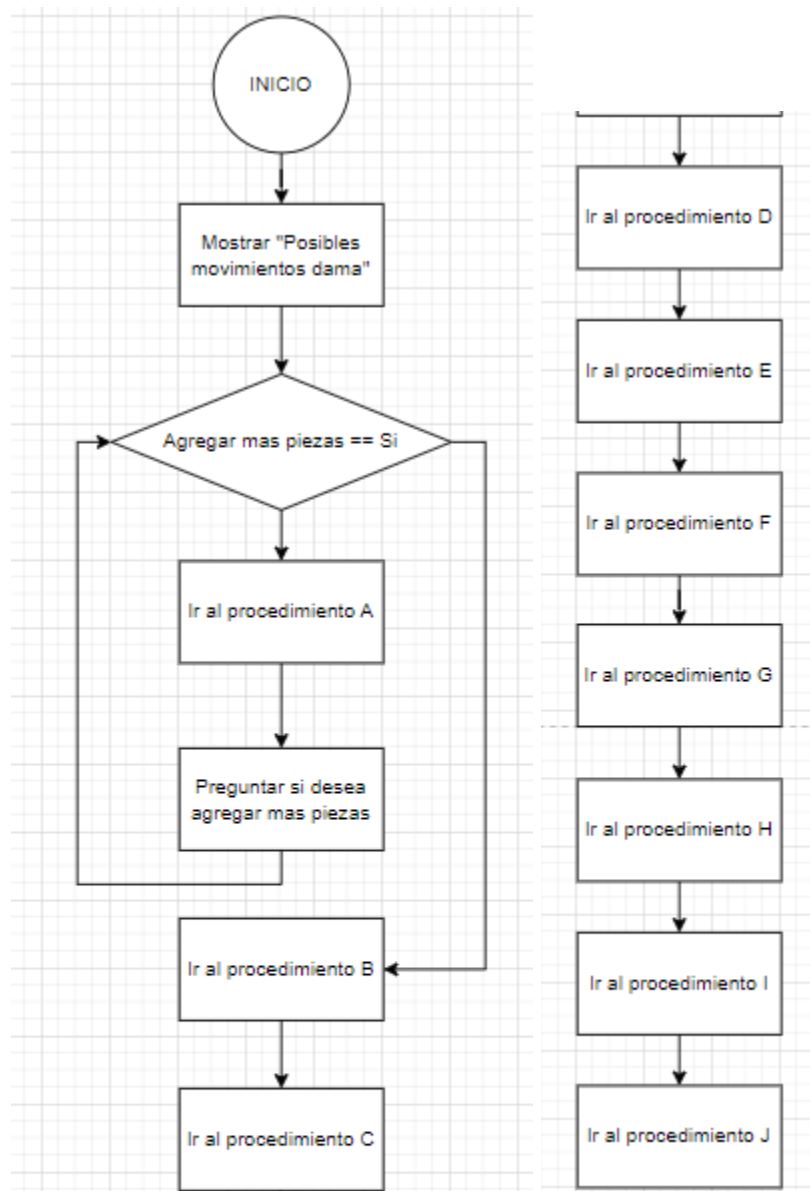 INICIO
Mostrar "Posibles
movimientos dama"
Agregar mas piezas == Si
Ir al procedimiento A
Preguntar si desea
agregar mas piezas
Ir al procedimiento B
Ir al procedimiento C
Ir al procedimiento D
Ir al procedimiento E
Ir al procedimiento F
Ir al procedimiento G
Ir al procedimiento H
Ir al procedimiento I
Ir al procedimiento J